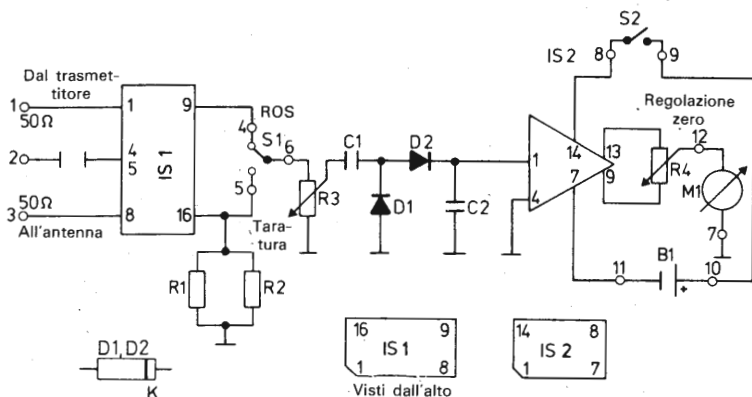 S2
IS 2
8
9
Dal trasmet-
titore
1
50Ω
1
9
ROS
4
S1
6
C1
D2
Regolazione
zero
12
2
4
5
IS 1
5
R3
D1
C2
1
4
14
7
13
9
R4
M1
3
50Ω
8
16
All'antenna
Tara-
tura
7
R1
R2
11
B1
+
10
D1, D2
K
16
9
IS 1
1
8
14
8
IS 2
1
7
Visti dall'alto